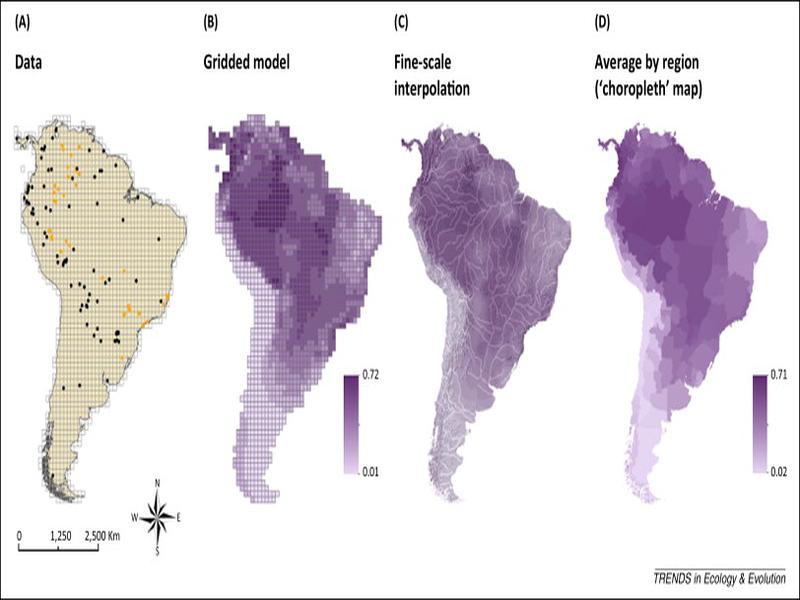 (A)
Data
(B)
Gridded model
(C)
Fine-scale
interpolation
(D)
Average by region
('choropleth' map)
0.72
0.01
0.71
0.02
N
W
E
S
0
1,250
2,500 Km
TRENDS in Ecology & Evolution